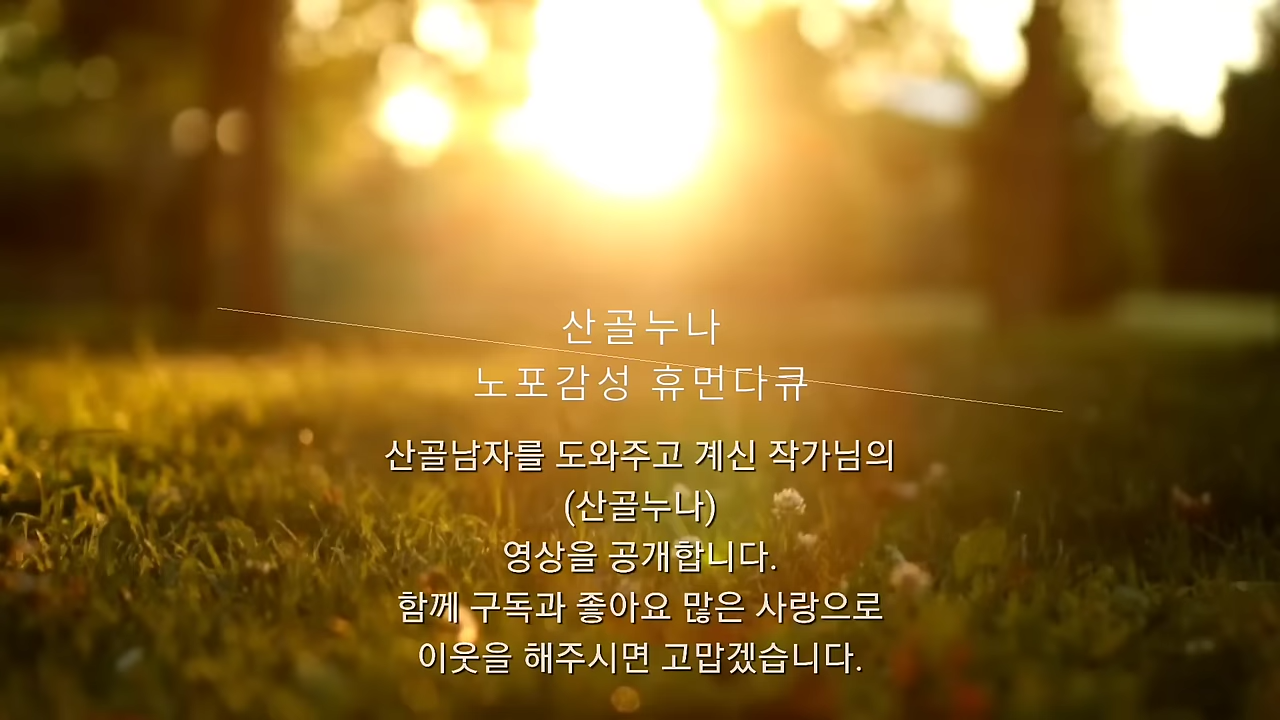 산골누나
노포감성 휴먼다큐
산골남자를 도와주고 계신 작가님의
(산골누나)
영상을 공개합니다.
함께 구독과 좋아요 많은 사랑으로
이웃을 해주시면 고맙겠습니다.